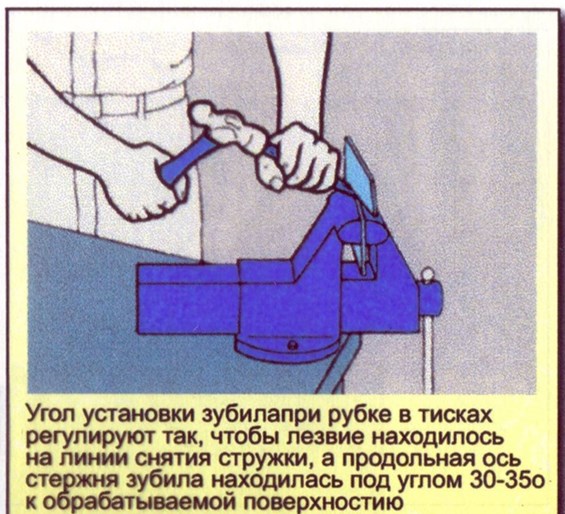 Угол установки зубилапри рубке в тисках
регулируют так, чтобы лезвие находилось
на линии снятия стружки, а продольная ось
стержня зубила находилась под углом 30-35о
к обрабатываемой поверхностию